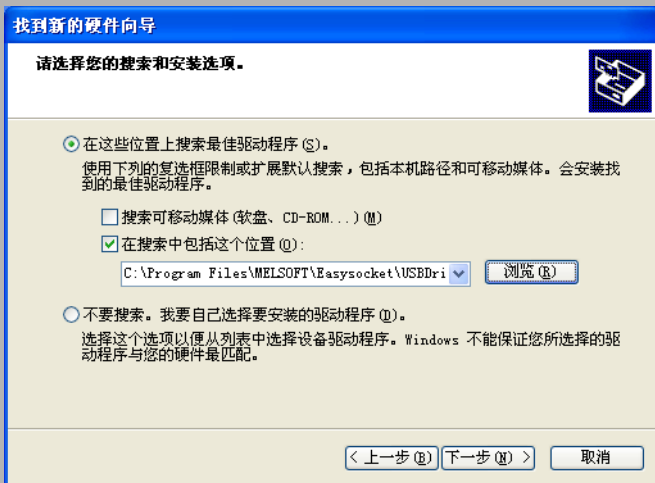 找到新的硬件向导
请选择您的搜索和安装选项。
在这些位置上搜索最佳驱动程序(S)。
使用下列的复选框限制或扩展默认搜索，包括本机路径和可移动媒体。会安装找
到的最佳驱动程序。
搜索可移动媒体(软盘、CD-ROM...)(M)
在搜索中包括这个位置(O):
C:\Program Files\MELSOFT\Easysocket\USBDri
浏览(R)
不要搜索。我要自己选择要安装的驱动程序(D)。
选择这个选项以便从列表中选择设备驱动程序。Windows 不能保证您所选择的驱
动程序与您的硬件最匹配。
< 上一步(B) 下一步(N) > 取消